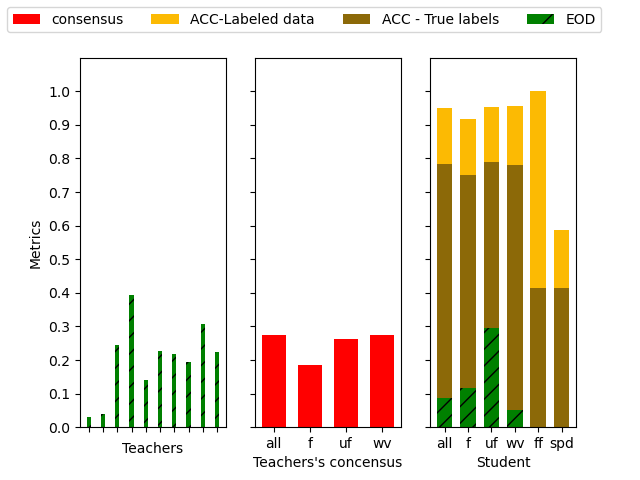 consensus ACC-Labeled data ACC - True labels EOD
1.0
0.9
0.8
0.7
0.6
0.5
0.4
0.3
0.2
0.1
0.0
Metrics
Teachers
all f uf wv
Teachers's concensus
all f uf wv ff spd
Student